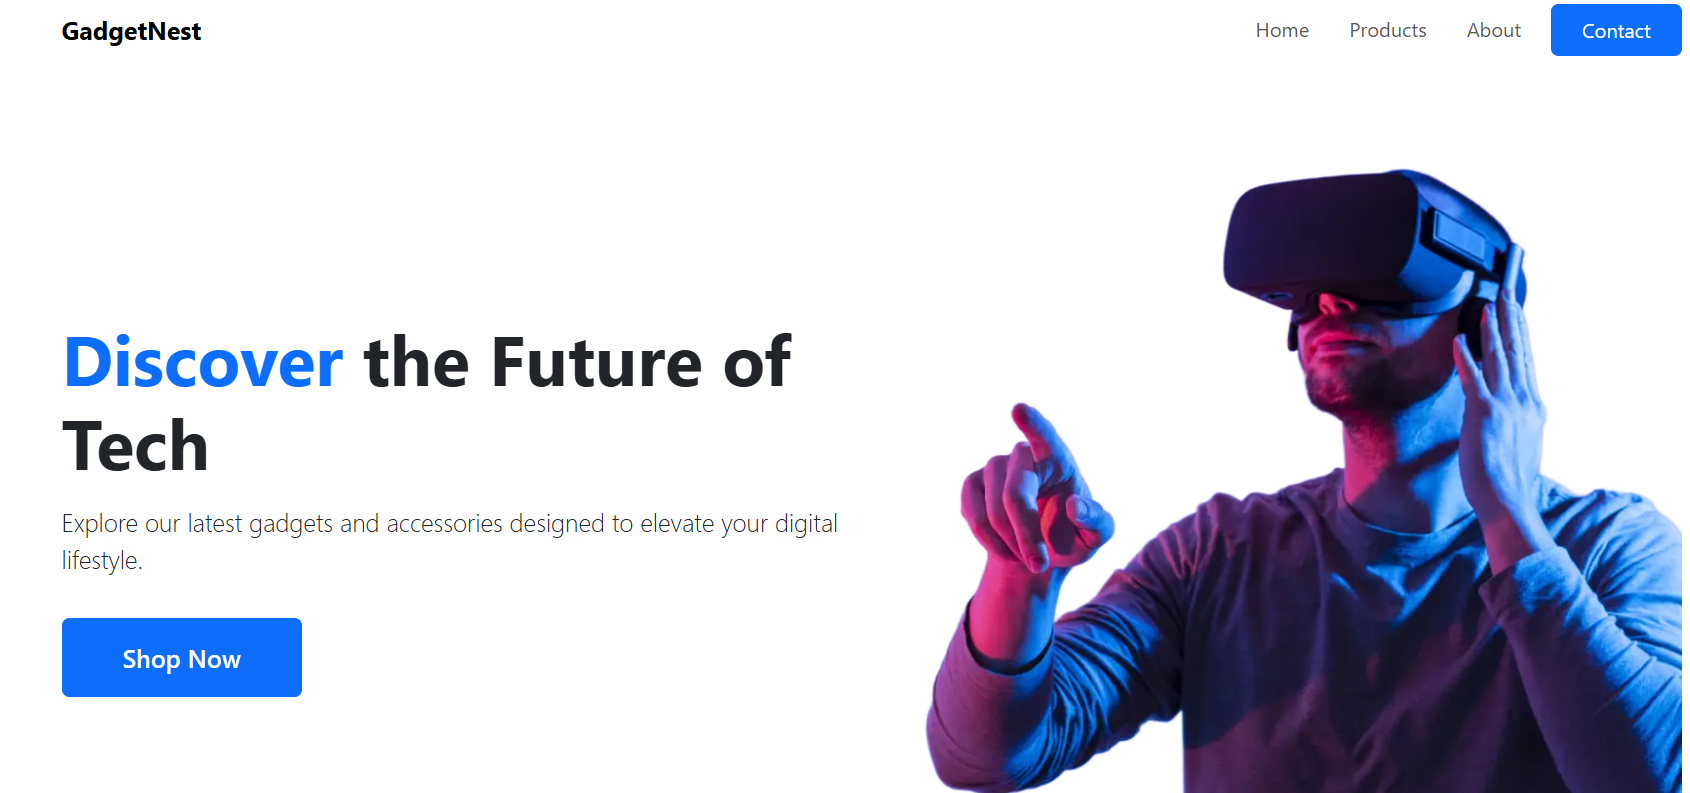 GadgetNest
Home Products About Contact
Discover the Future of
Tech
Explore our latest gadgets and accessories designed to elevate your digital
lifestyle.
Shop Now